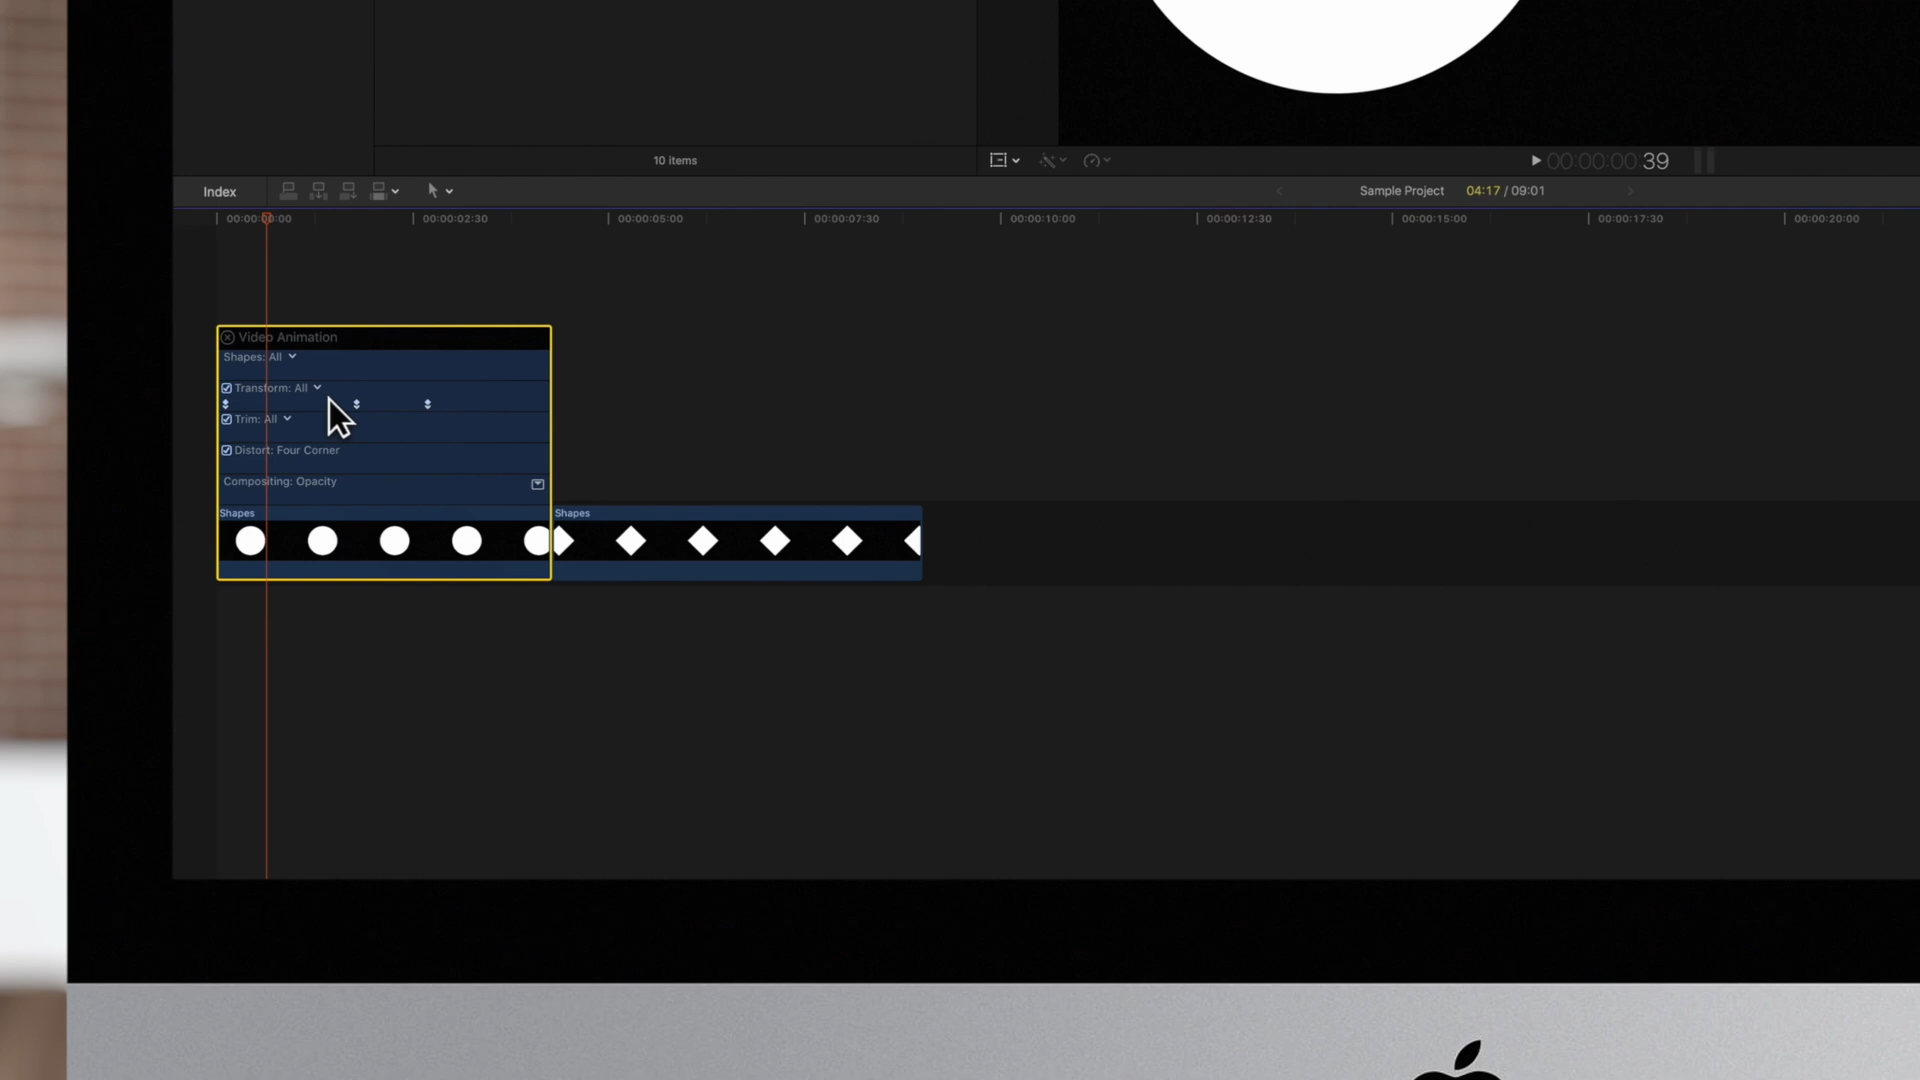 10 items
00:00:00:00 39
Index
Sample Project
04:17 / 09:01
00:00:00:00
00:00:02:30
00:00:05:00
00:00:07:30
00:00:10:00
00:00:12:30
00:00:15:00
00:00:17:30
00:00:20:00
Video Animation
Shapes: All
Transform: All
Trim: All
Distort: Four Corner
Compositing: Opacity
Shapes
Shapes